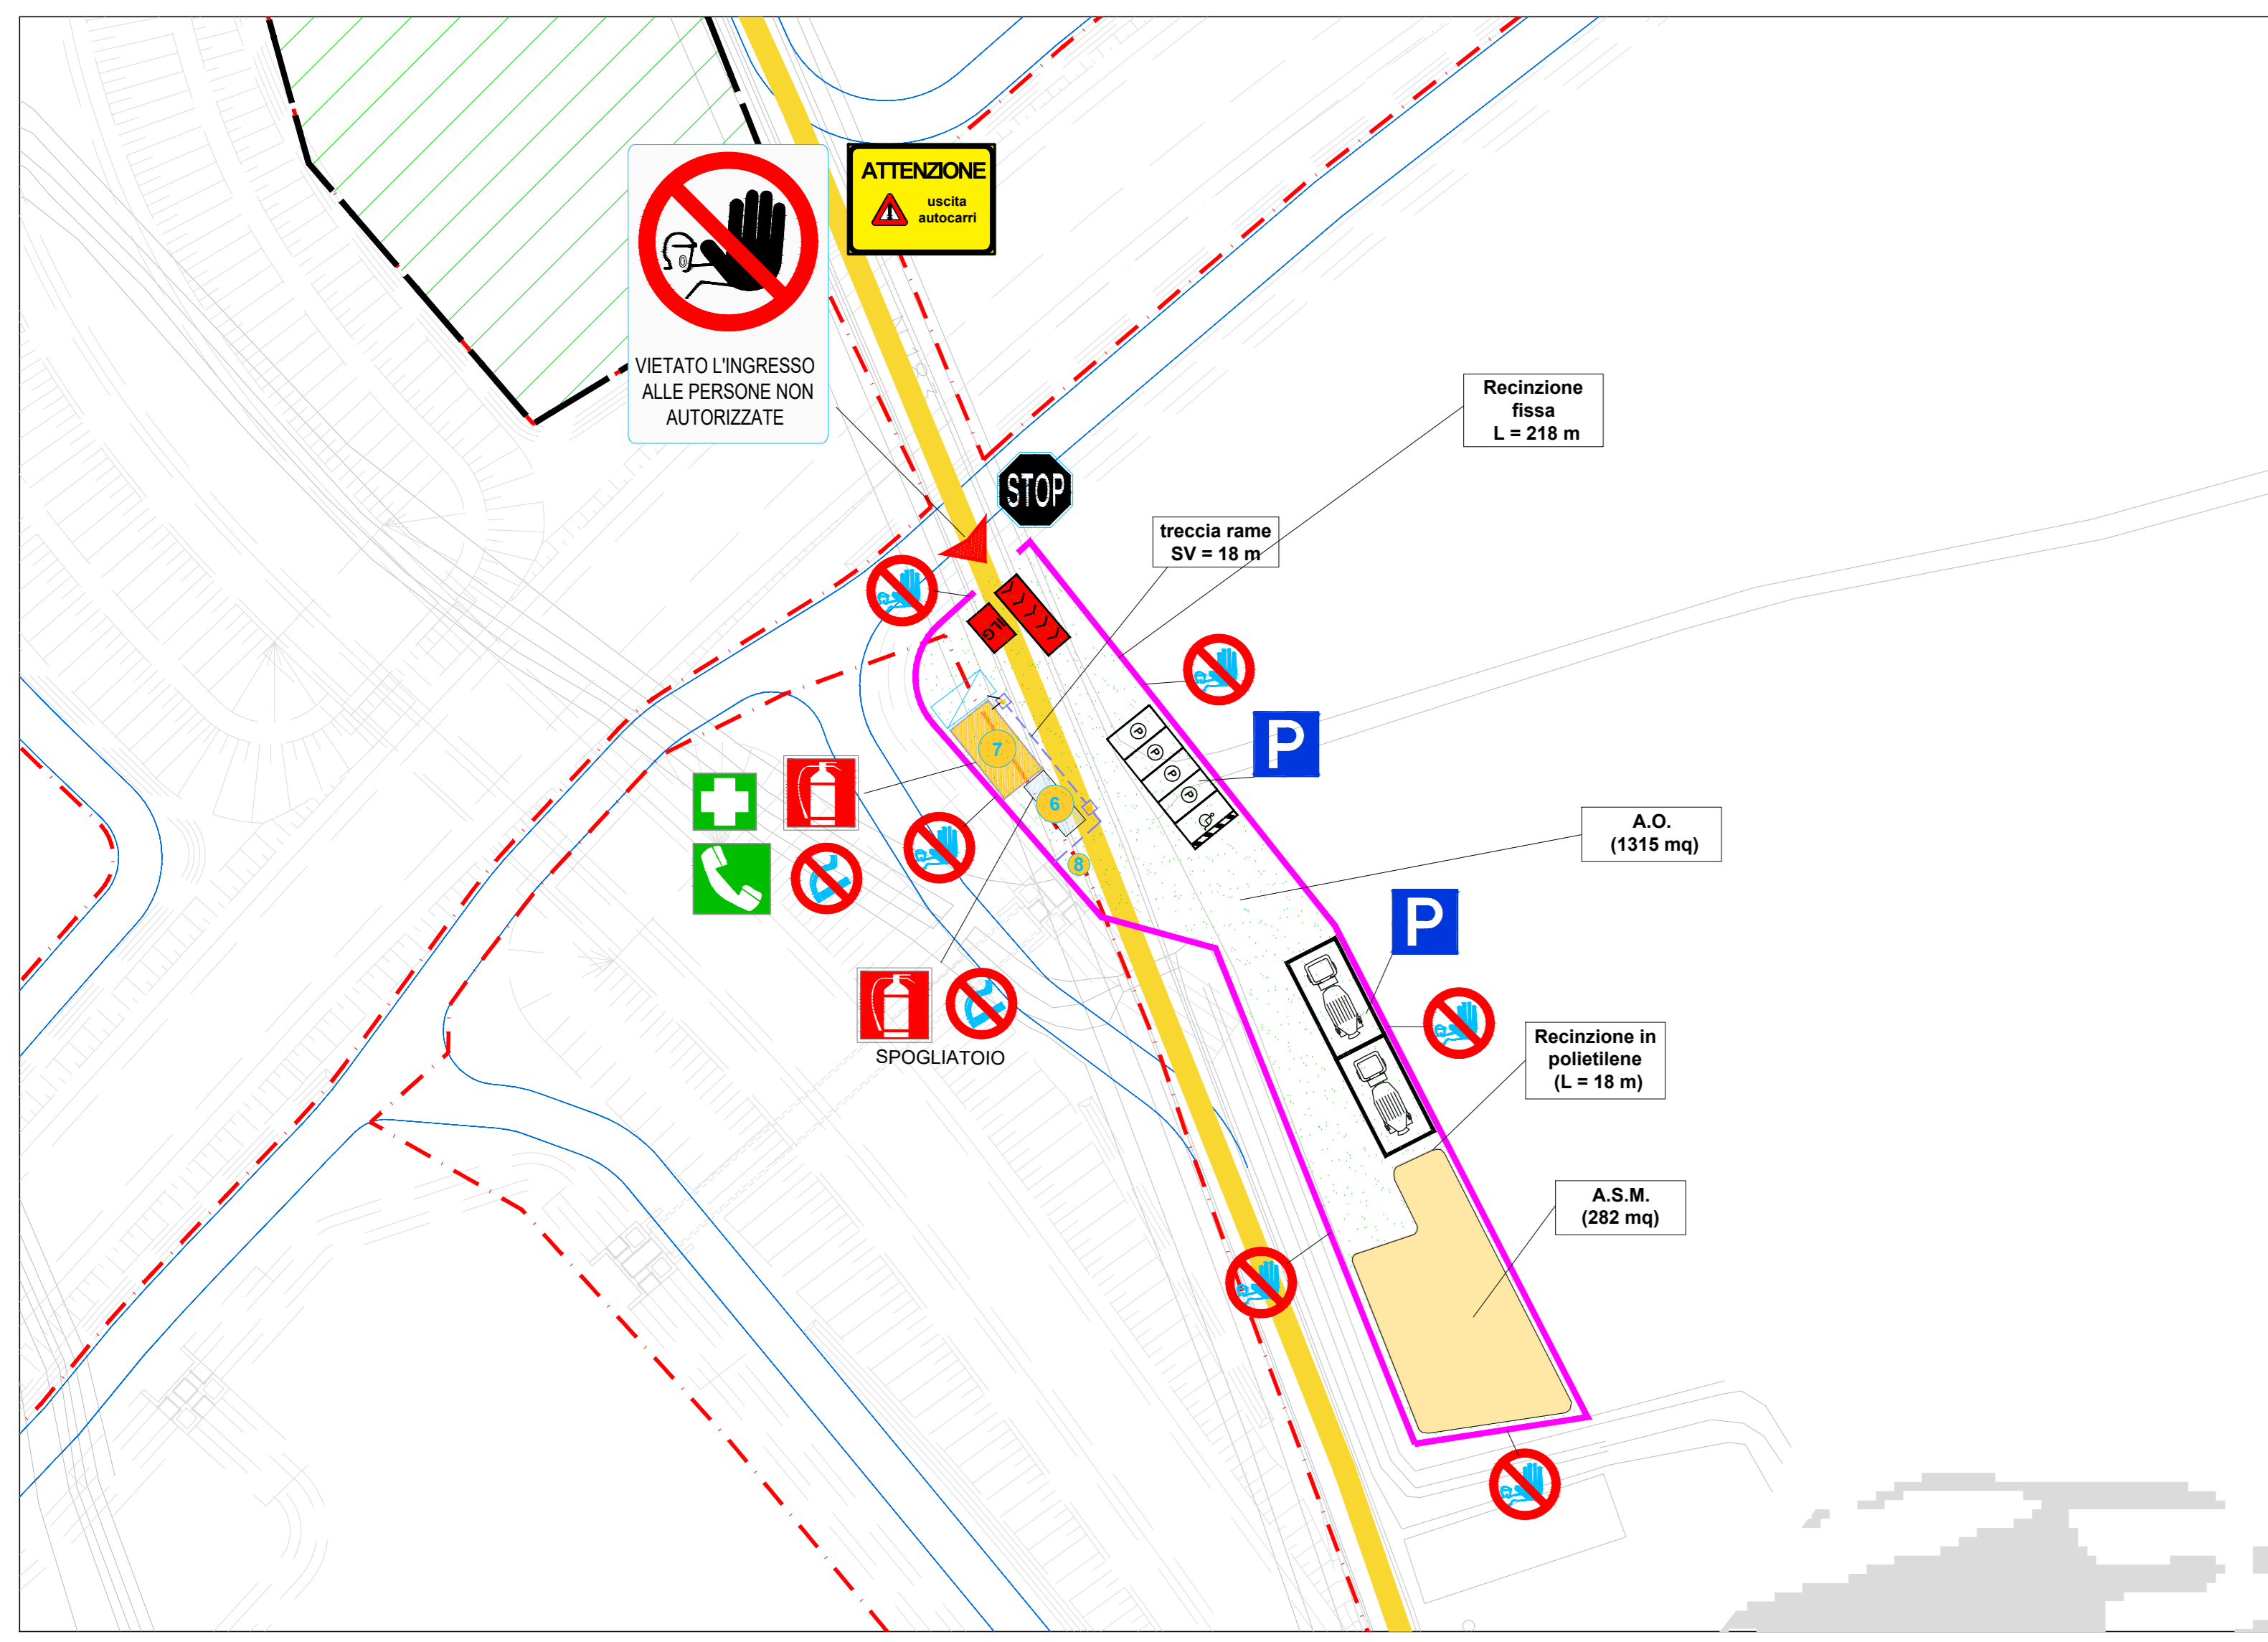 ATTENZIONE
uscita
autocarri
VIETATO L'INGRESSO
ALLE PERSONE NON
AUTORIZZATE
Recinzione
fissa
L = 218 m
STOP
treccia rame
SV = 18 m
P
P
P
P
P
7
6
8
A.O.
(1315 mq)
P
SPOGLIATOIO
Recinzione in
polietilene
(L = 18 m)
A.S.M.
(282 mq)